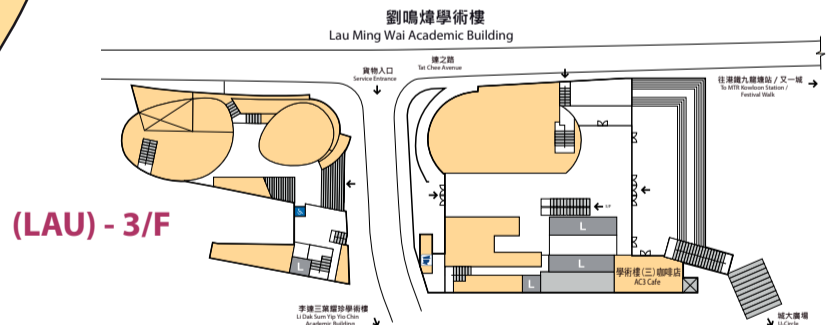 劉鳴煒學術樓
Lau Ming Wai Academic Building
達之路
Tat Chee Avenue
貨物入口
Service Entrance
往港鐵九龍塘站 / 又一城
To MTR Kowloon Station /
Festival Walk
(LAU) - 3/F
L
L
L
L
學術樓(三)咖啡店
AC3 Cafe
李達三葉耀珍學術樓
Li Dak Sum Yip Yio Chin
Academic Building
城大廣場
U-Circle